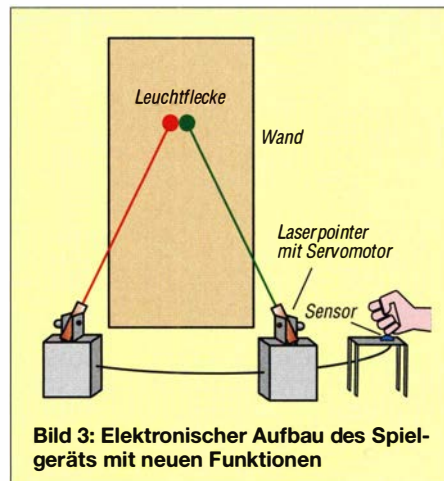 Leuchtflecke
Wand
Laserpointer
mit Servomotor
Sensor
Bild 3: Elektronischer Aufbau des Spiel-
geräts mit neuen Funktionen